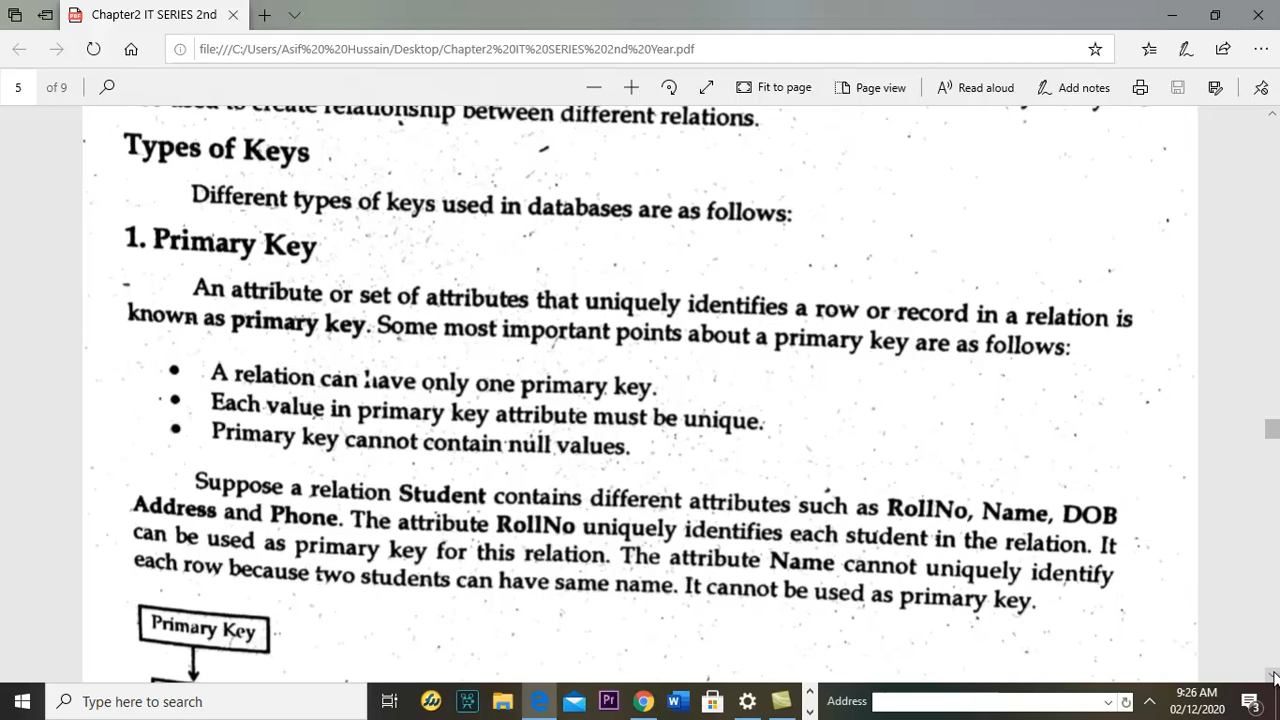 Chapter 2 IT SERIES 2nd Year
file:///C:/Users/Asif%20%20Hussain/Desktop/Chapter2%20IT%20SERIES%202nd%20Year.pdf
5 of 9 Fit to page Page view Read aloud Add notes
to create relationship between different relations.
Types of Keys
Different types of keys used in databases are as follows:
1. Primary Key
An attribute or set of attributes that uniquely identifies a row or record in a relation is
known as primary key. Some most important points about a primary key are as follows:
• A relation can have only one primary key.
• Each value in primary key attribute must be unique.
• Primary key cannot contain null values.
Suppose a relation Student contains different attributes such as RollNo, Name, DOB
Address and Phone. The attribute RollNo uniquely identifies each student in the relation. It
can be used as primary key for this relation. The attribute Name cannot uniquely identify
each row because two students can have same name. It cannot be used as primary key.
Primary Key
Type here to search
Pr
Address
9:26 AM
02/12/2020
3